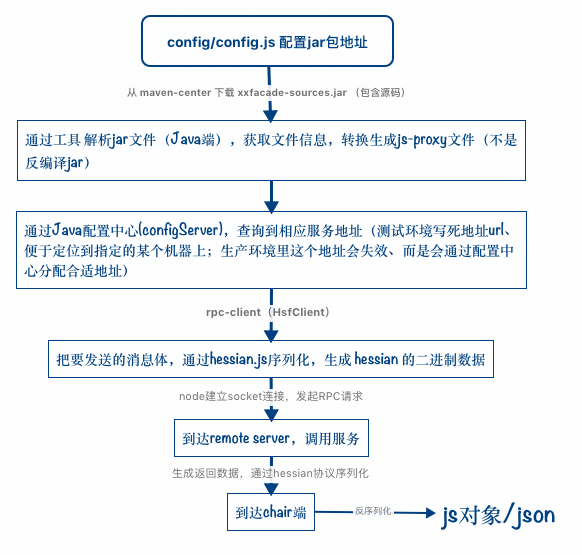 config/config.js 配置jar包地址
从 maven-center 下载 xxfacade-sources.jar （包含源码）
通过工具 解析jar文件（Java端），获取文件信息，转换生成js-proxy文件（不是
反编译jar）
通过Java配置中心(configServer)，查询到相应服务地址（测试环境写死地址url、
便于定位到指定的某个机器上；生产环境里这个地址会失效、而是会通过配置中
心分配合适地址）
rpc-client（HsfClient）
把要发送的消息体，通过hessian.js序列化，生成 hessian 的二进制数据
node建立socket连接，发起RPC请求
到达remote server，调用服务
生成返回数据，通过hessian协议序列化
到达chair端
反序列化
js对象/json